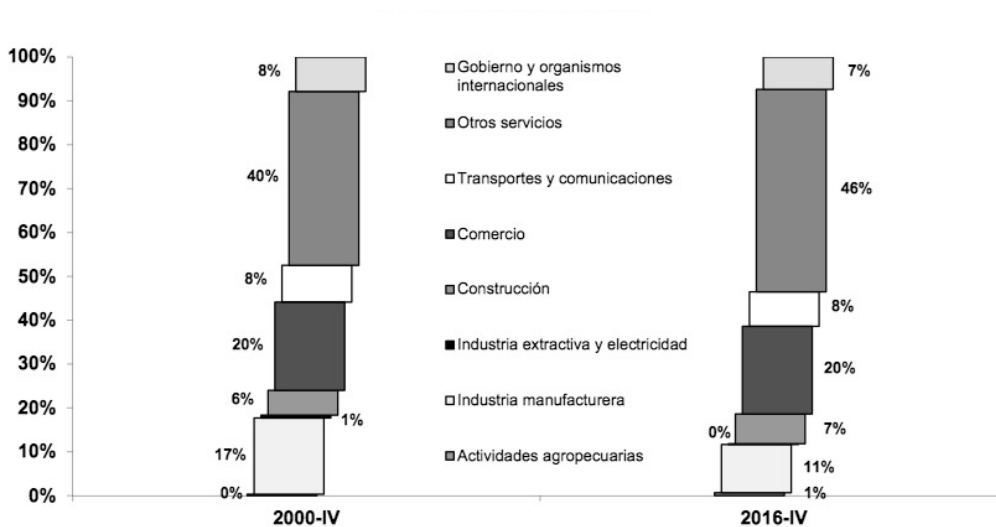 100%
90%
80%
70%
60%
50%
40%
30%
20%
10%
0%
8%
40%
8%
20%
6%
1%
17%
0%
Gobierno y organismos
internacionales
Otros servicios
Transportes y comunicaciones
Comercio
Construcción
Industria extractiva y electricidad
Industria manufacturera
Actividades agropecuarias
7%
46%
8%
20%
0%
7%
11%
1%
2000-IV
2016-IV